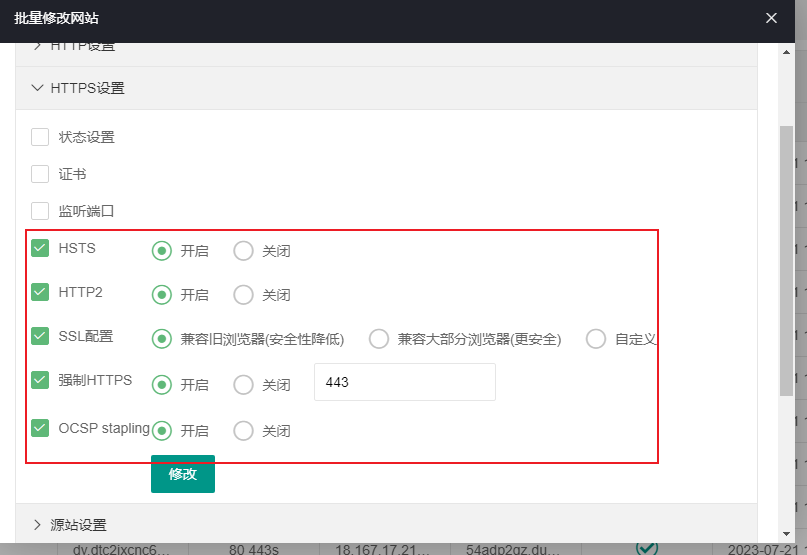 批量修改网站
HTTP设置
HTTPS设置
状态设置
证书
监听端口
HSTS 开启 关闭
HTTP2 开启 关闭
SSL配置 兼容旧浏览器(安全性降低) 兼容大部分浏览器(更安全) 自定义
强制HTTPS 开启 关闭 443
OCSP stapling 开启 关闭
修改
源站设置
80 443s 18.167.17.21... 2023-07-21